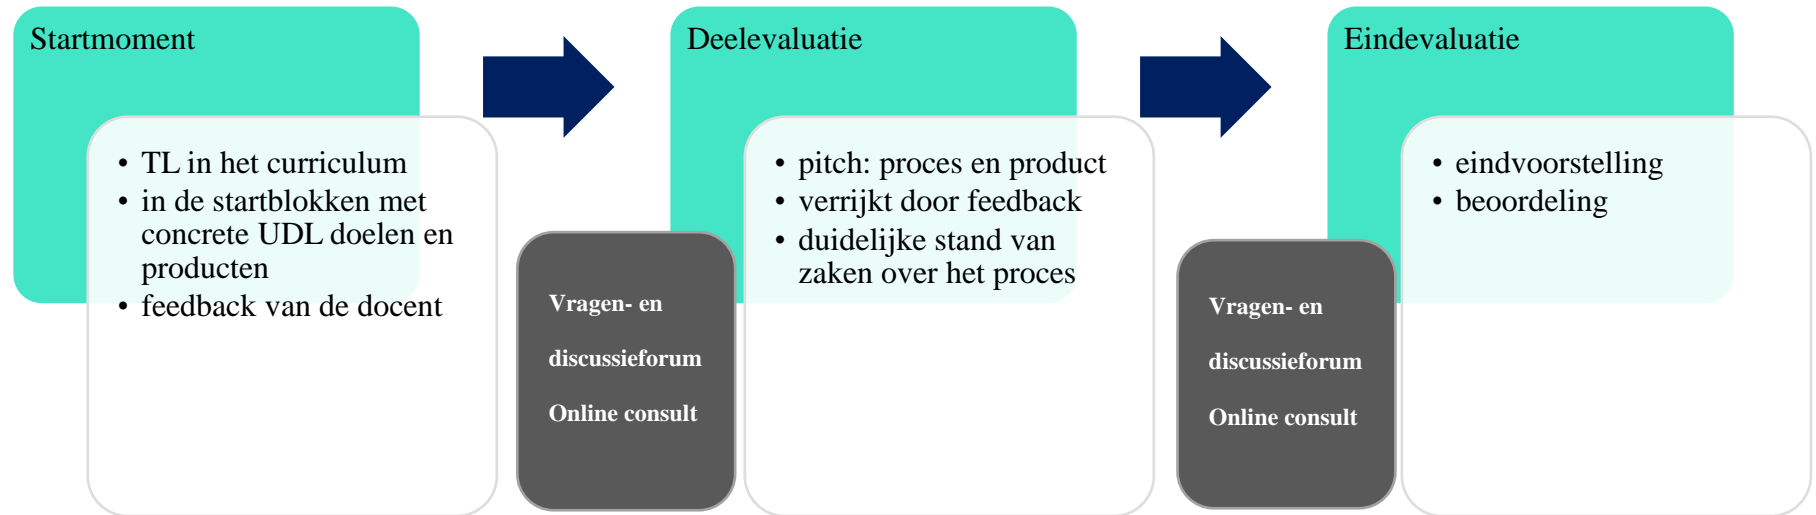 Startmoment
• TL in het curriculum
• in de startblokken met
concrete UDL doelen en
producten
• feedback van de docent
Vragen- en
discussieforum
Online consult
Deelevaluatie
• pitch: proces en product
• verrijkt door feedback
• duidelijke stand van
zaken over het proces
Vragen- en
discussieforum
Online consult
Eindevaluatie
• eindvoorstelling
• beoordeling